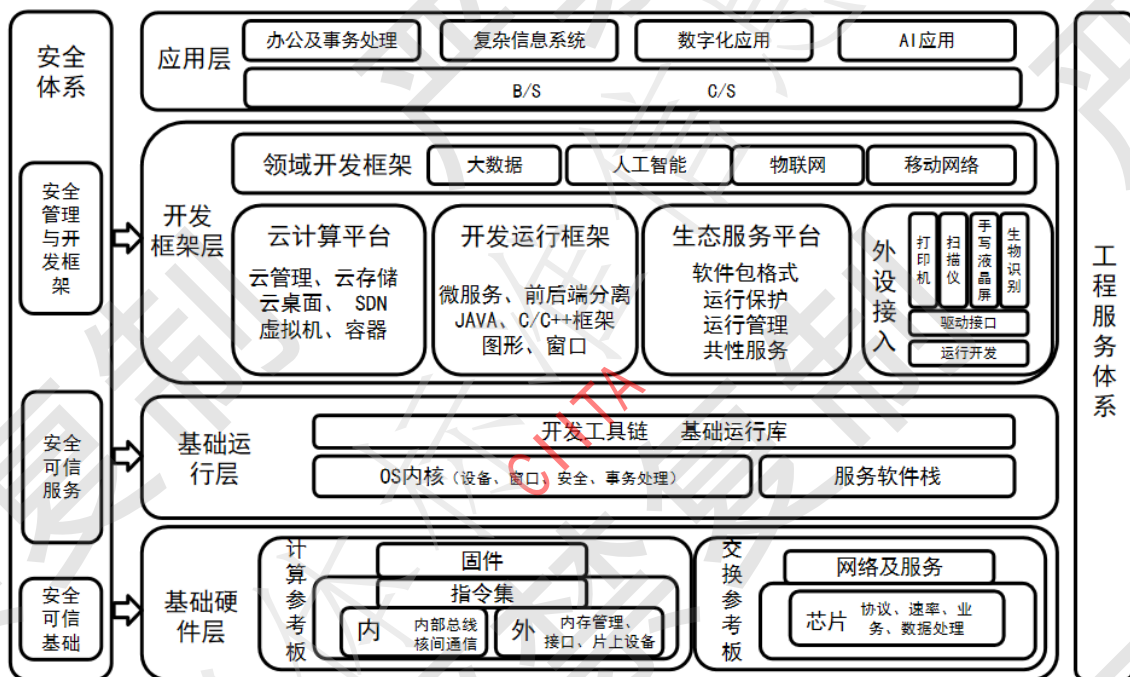 安全
体系
安全
管理
与开
发框
架
安全
可信
服务
安全
可信
基础
应用层
办公及事务处理
复杂信息系统
数字化应用
AI应用
B/S
C/S
开发
框架层
领域开发框架
大数据
人工智能
物联网
移动网络
云计算平台
云管理、云存储
云桌面、 SDN
虚拟机、容器
开发运行框架
微服务、前后端分离
JAVA、C/C++框架
图形、窗口
生态服务平台
软件包格式
运行保护
运行管理
共性服务
外设接入
打印机
扫描仪
手写液晶屏
生物识别
驱动接口
运行开发
基础运
行层
开发工具链 基础运行库
OS内核（设备、窗口、安全、事务处理）
服务软件栈
基础硬
件层
计算参考板
固件
指令集
内
内部总线
核间通信
外
内存管理、
接口、片上设备
交换参考板
网络及服务
芯片
协议、速率、业
务、数据处理
工程服务体系
CIITA